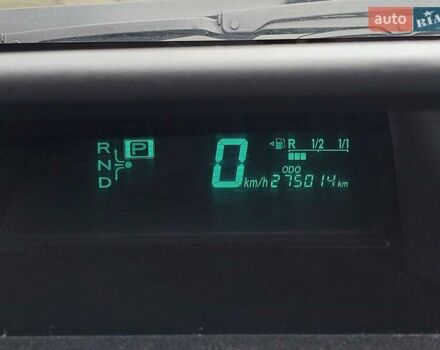 auto RIA
R P
N
D
0 km/h
R 1/2 1/1
ODO
275014 km